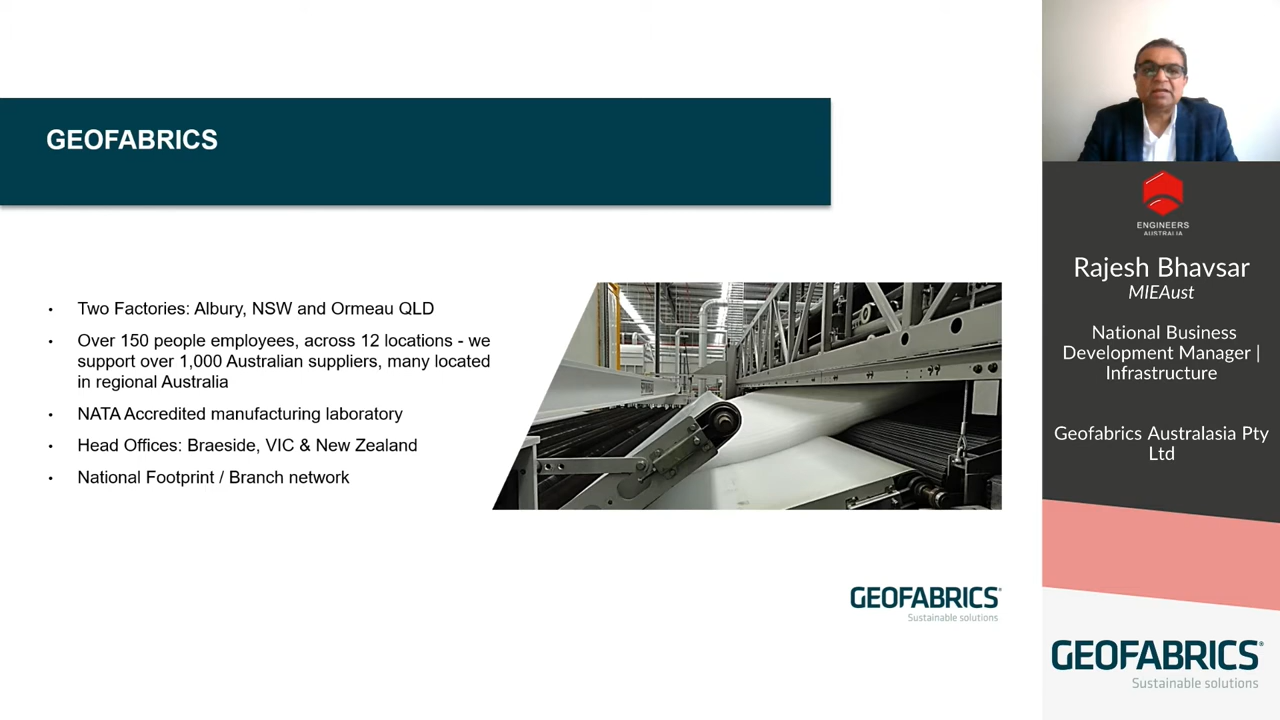 GEOFABRICS
• Two Factories: Albury, NSW and Ormeau QLD
• Over 150 people employees, across 12 locations - we
support over 1,000 Australian suppliers, many located
in regional Australia
• NATA Accredited manufacturing laboratory
• Head Offices: Braeside, VIC & New Zealand
• National Footprint / Branch network
GEOFABRICS®
Sustainable solutions
ENGINEERS
AUSTRALIA
Rajesh Bhavsar
MIEAust
National Business
Development Manager |
Infrastructure
Geofabrics Australasia Pty
Ltd
GEOFABRICS®
Sustainable solutions